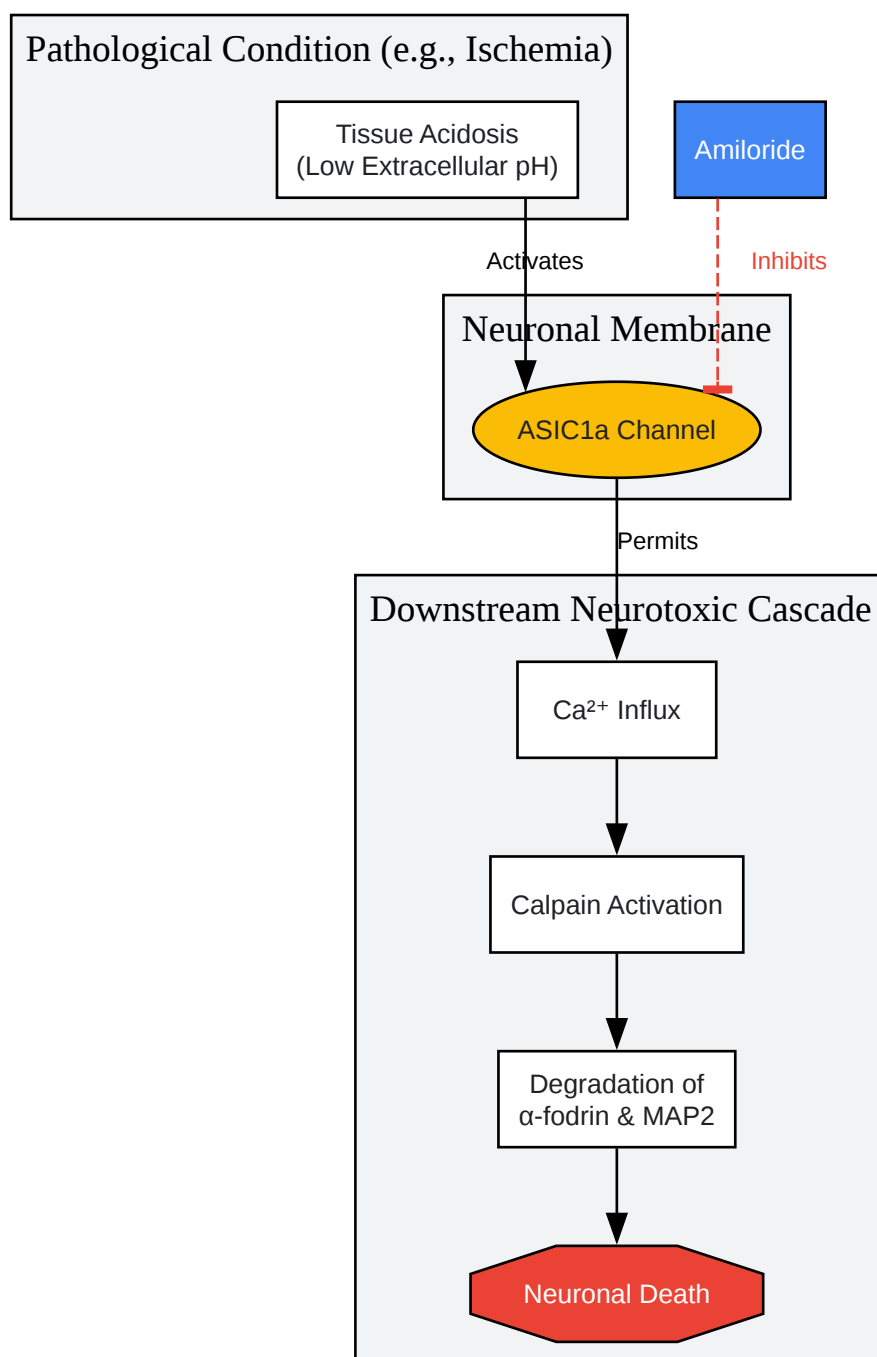 Pathological Condition (e.g., Ischemia)
Tissue Acidosis
(Low Extracellular pH)
Amiloride
Activates
Inhibits
Neuronal Membrane
ASIC1a Channel
Permits
Downstream Neurotoxic Cascade
Ca²⁺ Influx
Calpain Activation
Degradation of
α-fodrin & MAP2
Neuronal Death